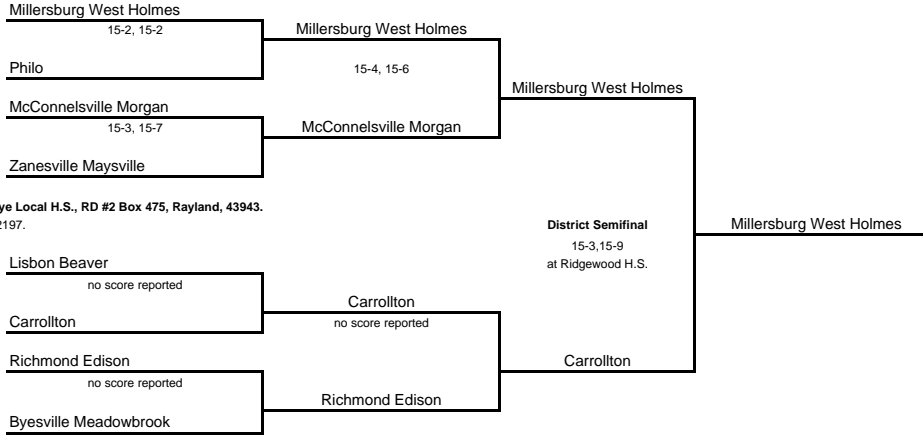 Millersburg West Holmes
15-2, 15-2
Millersburg West Holmes
Philo
15-4, 15-6
Millersburg West Holmes
McConnelsville Morgan
15-3, 15-7
McConnelsville Morgan
Zanesville Maysville
ye Local H.S., RD #2 Box 475, Rayland, 43943.
2197.
District Semifinal
Millersburg West Holmes
15-3,15-9
at Ridgewood H.S.
Lisbon Beaver
no score reported
Carrollton
Carrollton
no score reported
Richmond Edison
Carrollton
no score reported
Richmond Edison
Byesville Meadowbrook